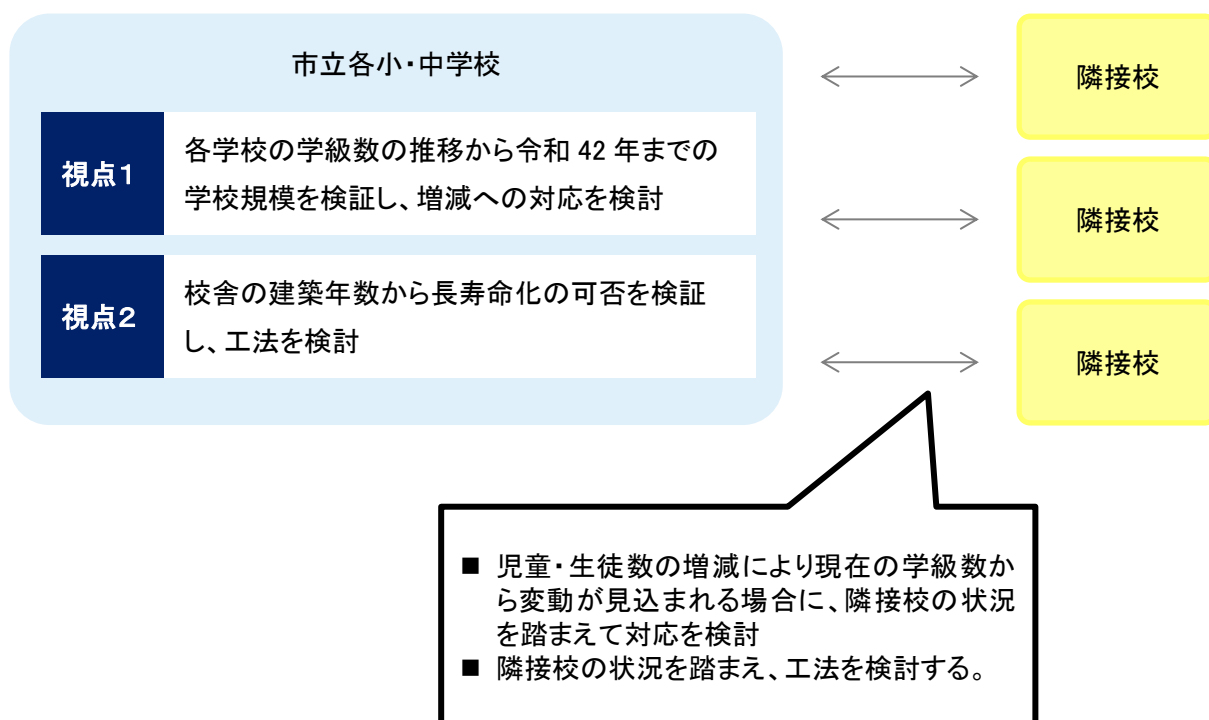 市立各小・中学校
視点1
各学校の学級数の推移から令和 42 年までの
学校規模を検証し、増減への対応を検討
視点2
校舎の建築年数から長寿命化の可否を検証
し、工法を検討
隣接校
隣接校
隣接校
■ 児童・生徒数の増減により現在の学級数か
ら変動が見込まれる場合に、隣接校の状況
を踏まえて対応を検討
■ 隣接校の状況を踏まえ、工法を検討する。